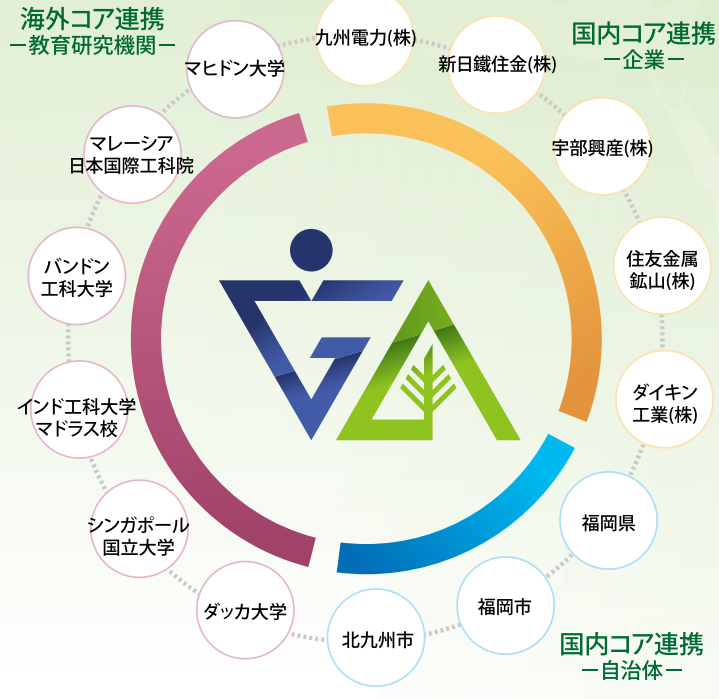 海外コア連携
－教育研究機関－
マヒドン大学
マレーシア
日本国際工科院
バンドン
工科大学
インド工科大学
マドラス校
シンガポール
国立大学
ダッカ大学
国内コア連携
－企業－
九州電力(株)
新日鐵住金(株)
宇部興産(株)
住友金属
鉱山(株)
ダイキン
工業(株)
福岡県
福岡市
北九州市
国内コア連携
－自治体－